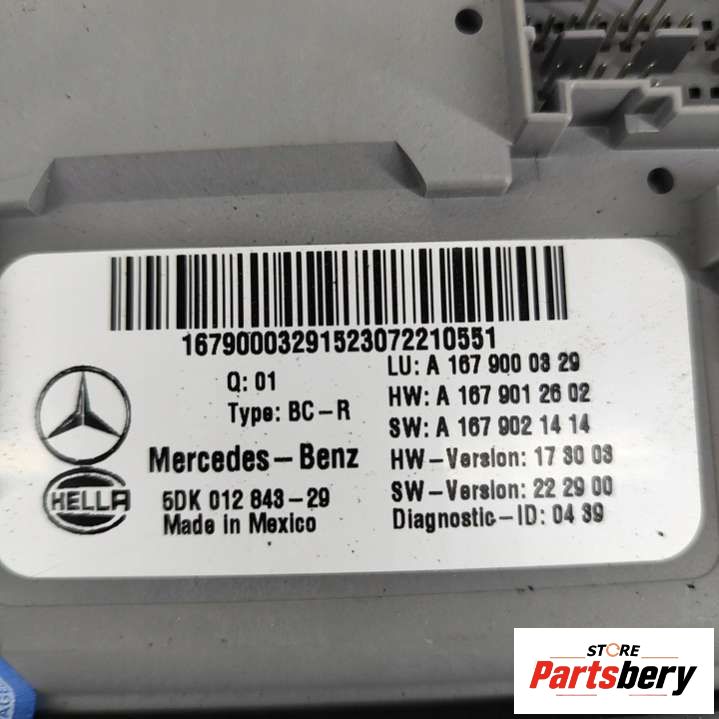 16790003291523072210551
Q: 01
Type: BC-R
Mercedes-Benz
HELLA
5DK 012 843-29
Made in Mexico
LU: A 167 900 03 29
HW: A 167 901 26 02
SW: A 167 902 14 14
HW-Version: 17 30 03
SW-Version: 22 29 00
Diagnostic-ID: 04 39
STORE
Partsbery